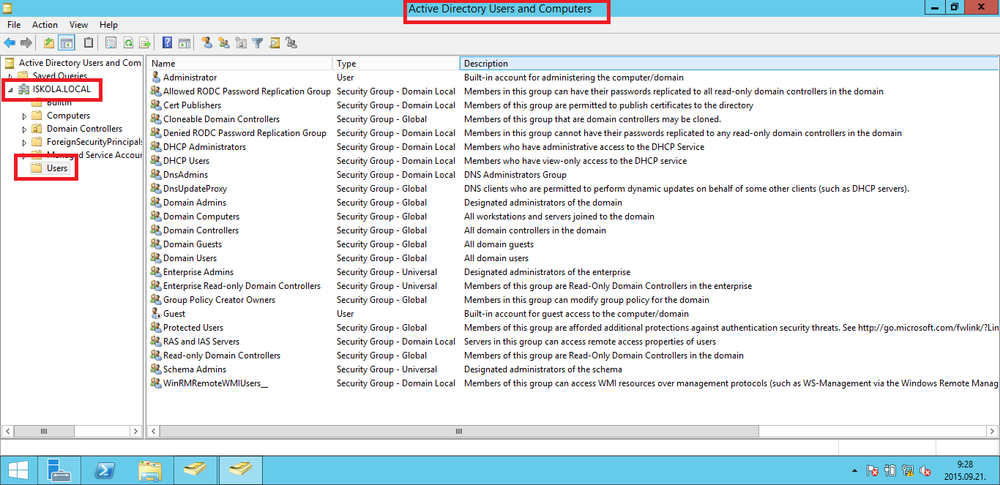 Active Directory Users and Computers
File Action View Help
Active Directory Users and Com
Saved Queries
ISKOLA.LOCAL
Builtin
Computers
Domain Controllers
ForeignSecurityPrincipals
Managed Service Accour
Users
Name Type Description
Administrator User Built-in account for administering the computer/domain
Allowed RODC Password Replication Group Security Group - Domain Local Members in this group can have their passwords replicated to all read-only domain controllers in the domain
Cert Publishers Security Group - Domain Local Members of this group are permitted to publish certificates to the directory
Cloneable Domain Controllers Security Group - Global Members of this group that are domain controllers may be cloned.
Denied RODC Password Replication Group Security Group - Domain Local Members in this group cannot have their passwords replicated to any read-only domain controllers in the domain
DHCP Administrators Security Group - Domain Local Members who have administrative access to the DHCP Service
DHCP Users Security Group - Domain Local Members who have view-only access to the DHCP service
DnsAdmins Security Group - Domain Local DNS Administrators Group
DnsUpdateProxy Security Group - Global DNS clients who are permitted to perform dynamic updates on behalf of some other clients (such as DHCP servers).
Domain Admins Security Group - Global Designated administrators of the domain
Domain Computers Security Group - Global All workstations and servers joined to the domain
Domain Controllers Security Group - Global All domain controllers in the domain
Domain Guests Security Group - Global All domain guests
Domain Users Security Group - Global All domain users
Enterprise Admins Security Group - Universal Designated administrators of the enterprise
Enterprise Read-only Domain Controllers Security Group - Universal Members of this group are Read-Only Domain Controllers in the enterprise
Group Policy Creator Owners Security Group - Global Members in this group can modify group policy for the domain
Guest User Built-in account for guest access to the computer/domain
Protected Users Security Group - Global Members of this group are afforded additional protections against authentication security threats. See http://go.microsoft.com/fwlink/?Lin
RAS and IAS Servers Security Group - Domain Local Servers in this group can access remote access properties of users
Read-only Domain Controllers Security Group - Global Members of this group are Read-Only Domain Controllers in the domain
Schema Admins Security Group - Universal Designated administrators of the schema
WinRMRemoteWMIUsers__ Security Group - Domain Local Members of this group can access WMI resources over management protocols (such as WS-Management via the Windows Remote Manag
9:28
2015.09.21.